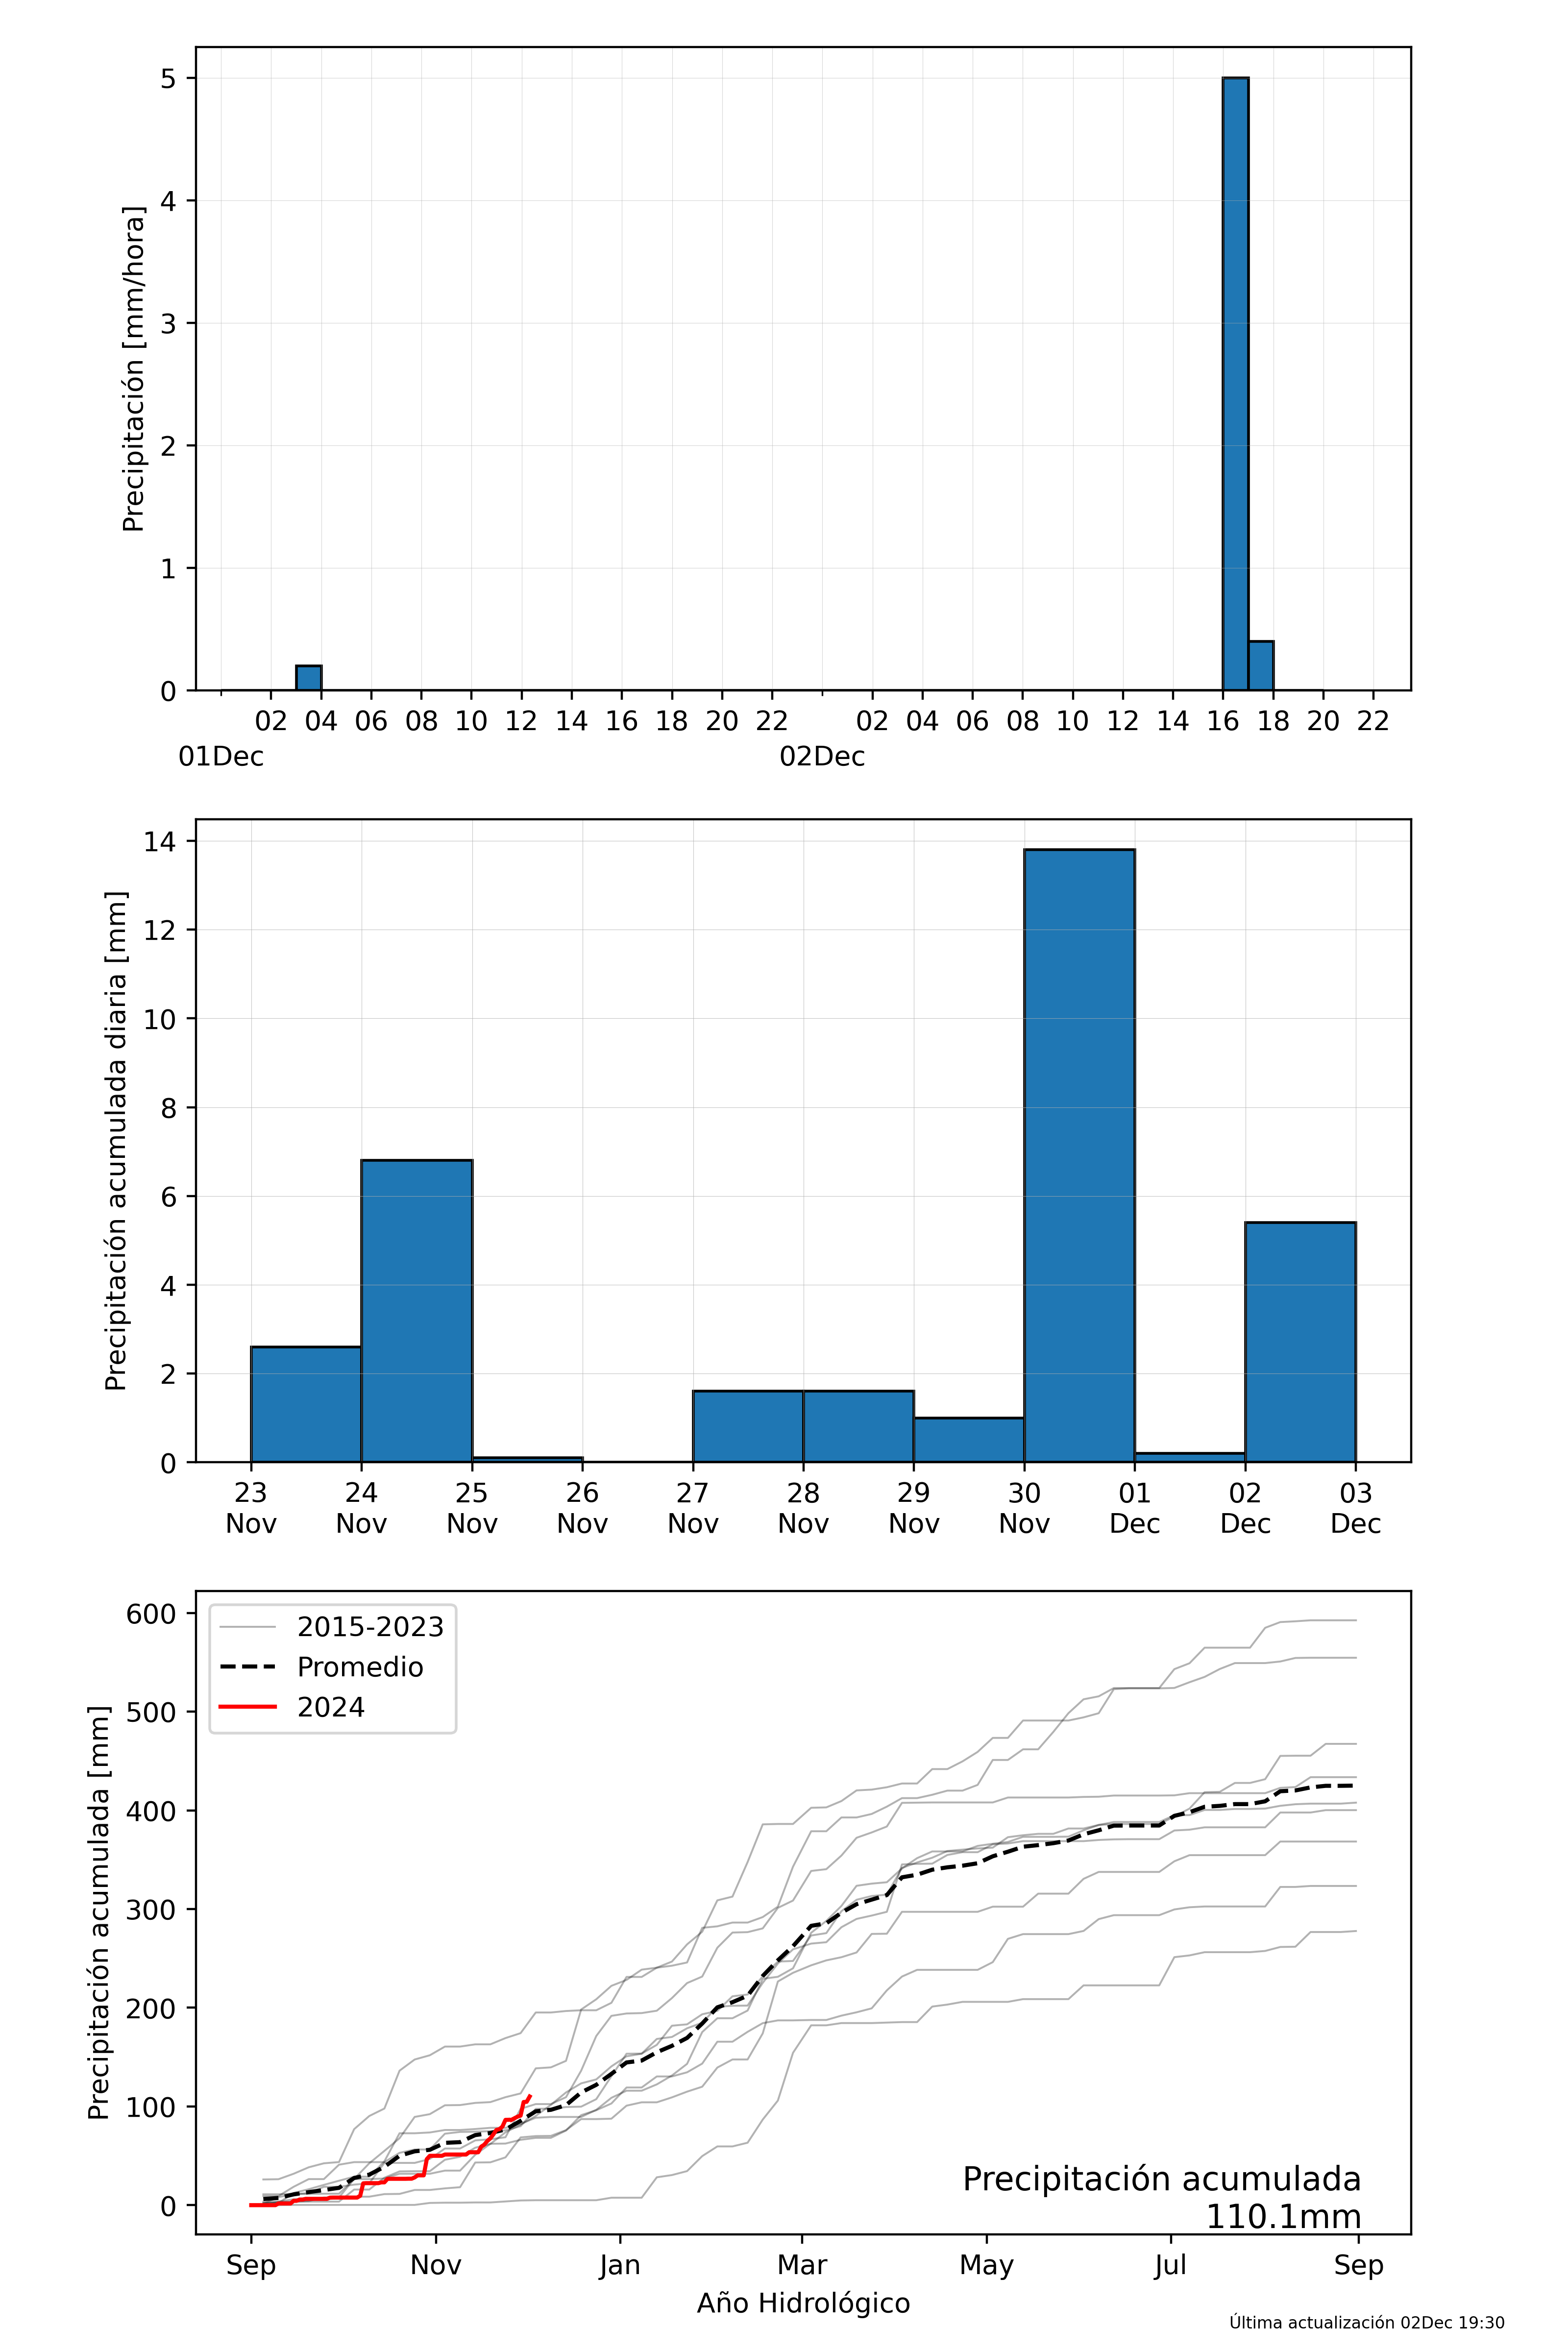 Precipitación [mm/hora]
5
4
3
2
1
0
02 04 06 08 10 12 14 16 18 20 22 02 04 06 08 10 12 14 16 18 20 22
01Dec 02Dec
Precipitación acumulada diaria [mm]
14
12
10
8
6
4
2
0
23 24 25 26 27 28 29 30 01 02 03
Nov Nov Nov Nov Nov Nov Nov Nov Dec Dec Dec
Precipitación acumulada [mm]
600
500
400
300
200
100
0
2015-2023
Promedio
2024
Precipitación acumulada
110.1mm
Sep Nov Jan Mar May Jul Sep
Año Hidrológico
Última actualización 02Dec 19:30